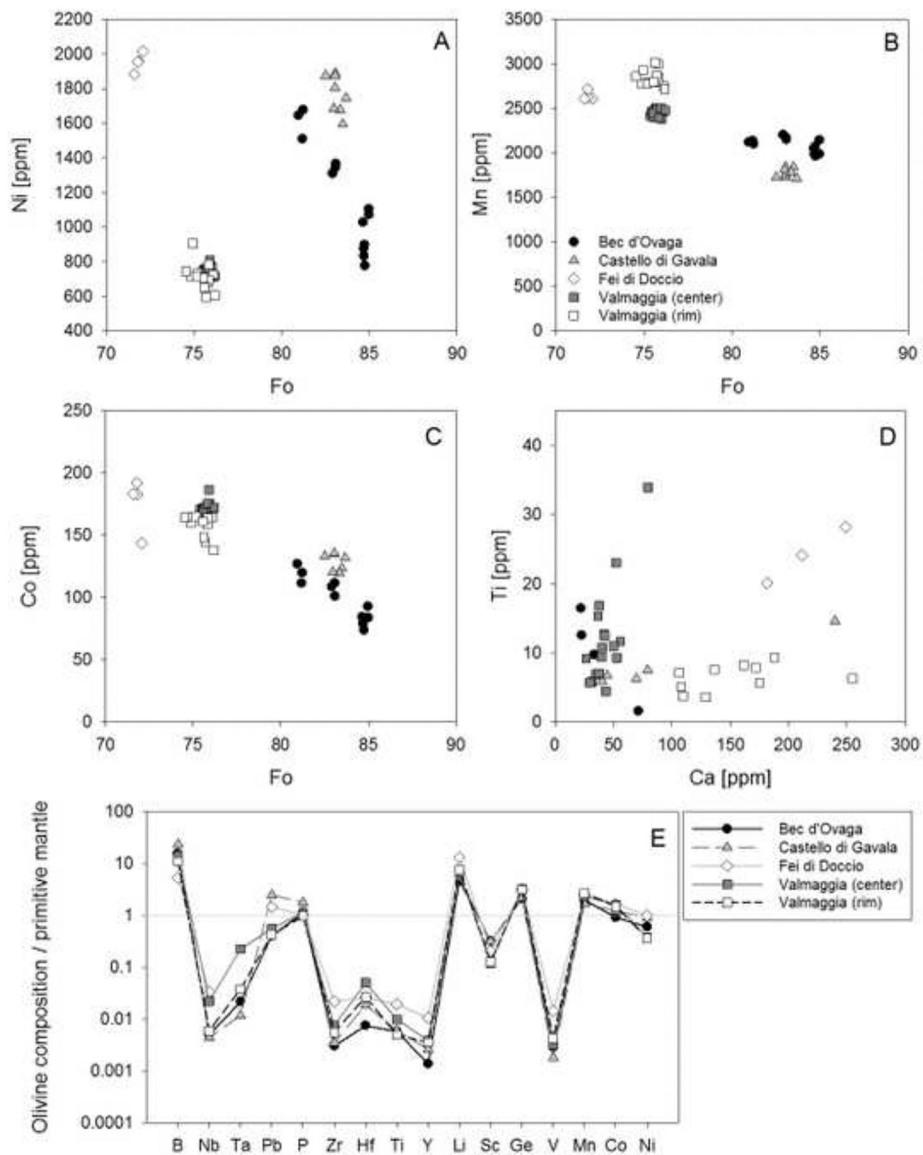 A
Ni [ppm]
2200
2000
1800
1600
1400
1200
1000
800
600
400
70 75 80 85 90
Fo
B
Mn [ppm]
3500
3000
2500
2000
1500
1000
500
0
Bec d'Ovaga
Castello di Gavala
Fei di Doccio
Valmaggia (center)
Valmaggia (rim)
70 75 80 85 90
Fo
C
Co [ppm]
250
200
150
100
50
0
70 75 80 85 90
Fo
D
Ti [ppm]
40
30
20
10
0
0 50 100 150 200 250 300
Ca [ppm]
E
Olivine composition / primitive mantle
100
10
1
0.1
0.01
0.001
0.0001
B Nb Ta Pb P Zr Hf Ti Y Li Sc Ge V Mn Co Ni
Bec d'Ovaga
Castello di Gavala
Fei di Doccio
Valmaggia (center)
Valmaggia (rim)